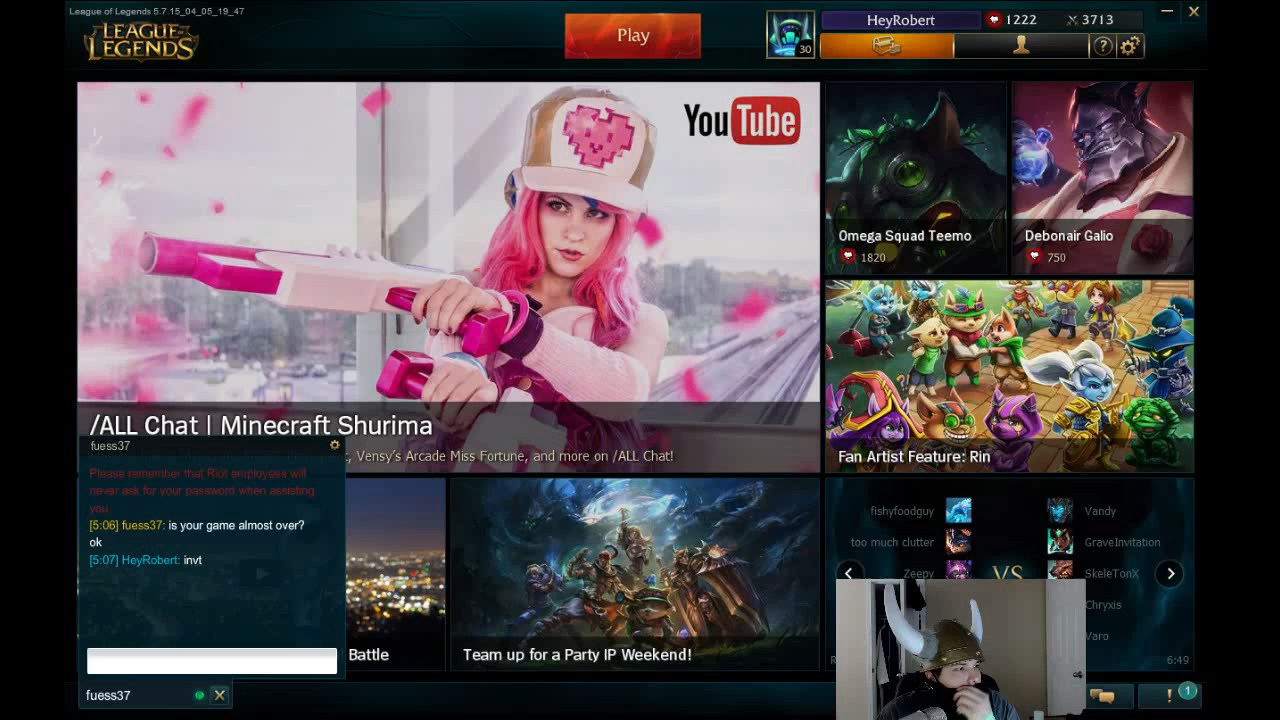 League of Legends 5.7.15_04_05_19_47
LEAGUE of LEGENDS
Play
30
HeyRobert
1222
3713
?
YouTube
/ALL Chat | Minecraft Shurima
, Vensy's Arcade Miss Fortune, and more on /ALL Chat!
Omega Squad Teemo
1820
Debonair Galio
750
Fan Artist Feature: Rin
fuess37
Please remember that Riot employees will
never ask for your password when assisting
you.
[5:06] fuess37: is your game almost over?
ok
[5:07] HeyRobert: invt
Battle
Team up for a Party IP Weekend!
fishyfoodguy
Vandy
too much clutter
GraveInvitation
Zeepy
VS
SkeleTonX
Chryxis
Varo
6:49
fuess37
!
1